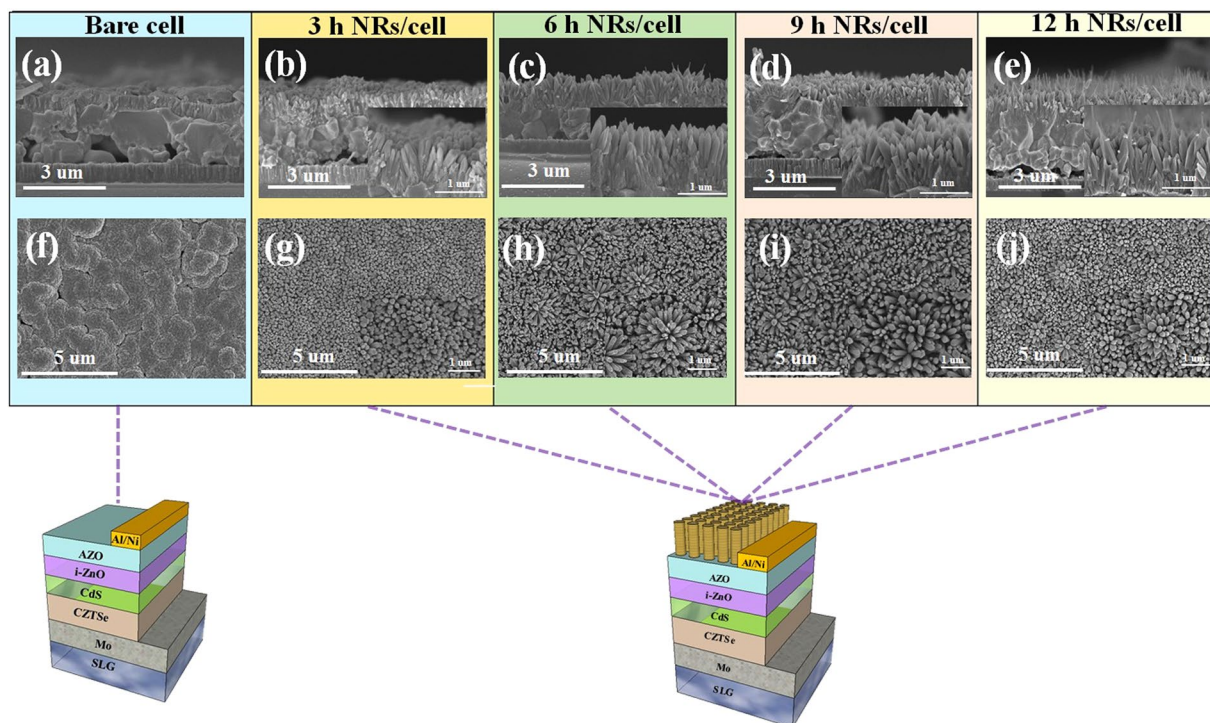 Bare cell
3 h NRs/cell
6 h NRs/cell
9 h NRs/cell
12 h NRs/cell
(a)
(b)
(c)
(d)
(e)
3 um
3 um
1 um
3 um
1 um
3 um
1 um
3 um
1 um
(f)
(g)
(h)
(i)
(j)
5 um
5 um
1 um
5 um
1 um
5 um
1 um
5 um
1 um
Al/Ni
AZO
i-ZnO
CdS
CZTSe
Mo
SLG
Al/Ni
AZO
i-ZnO
CdS
CZTSe
Mo
SLG